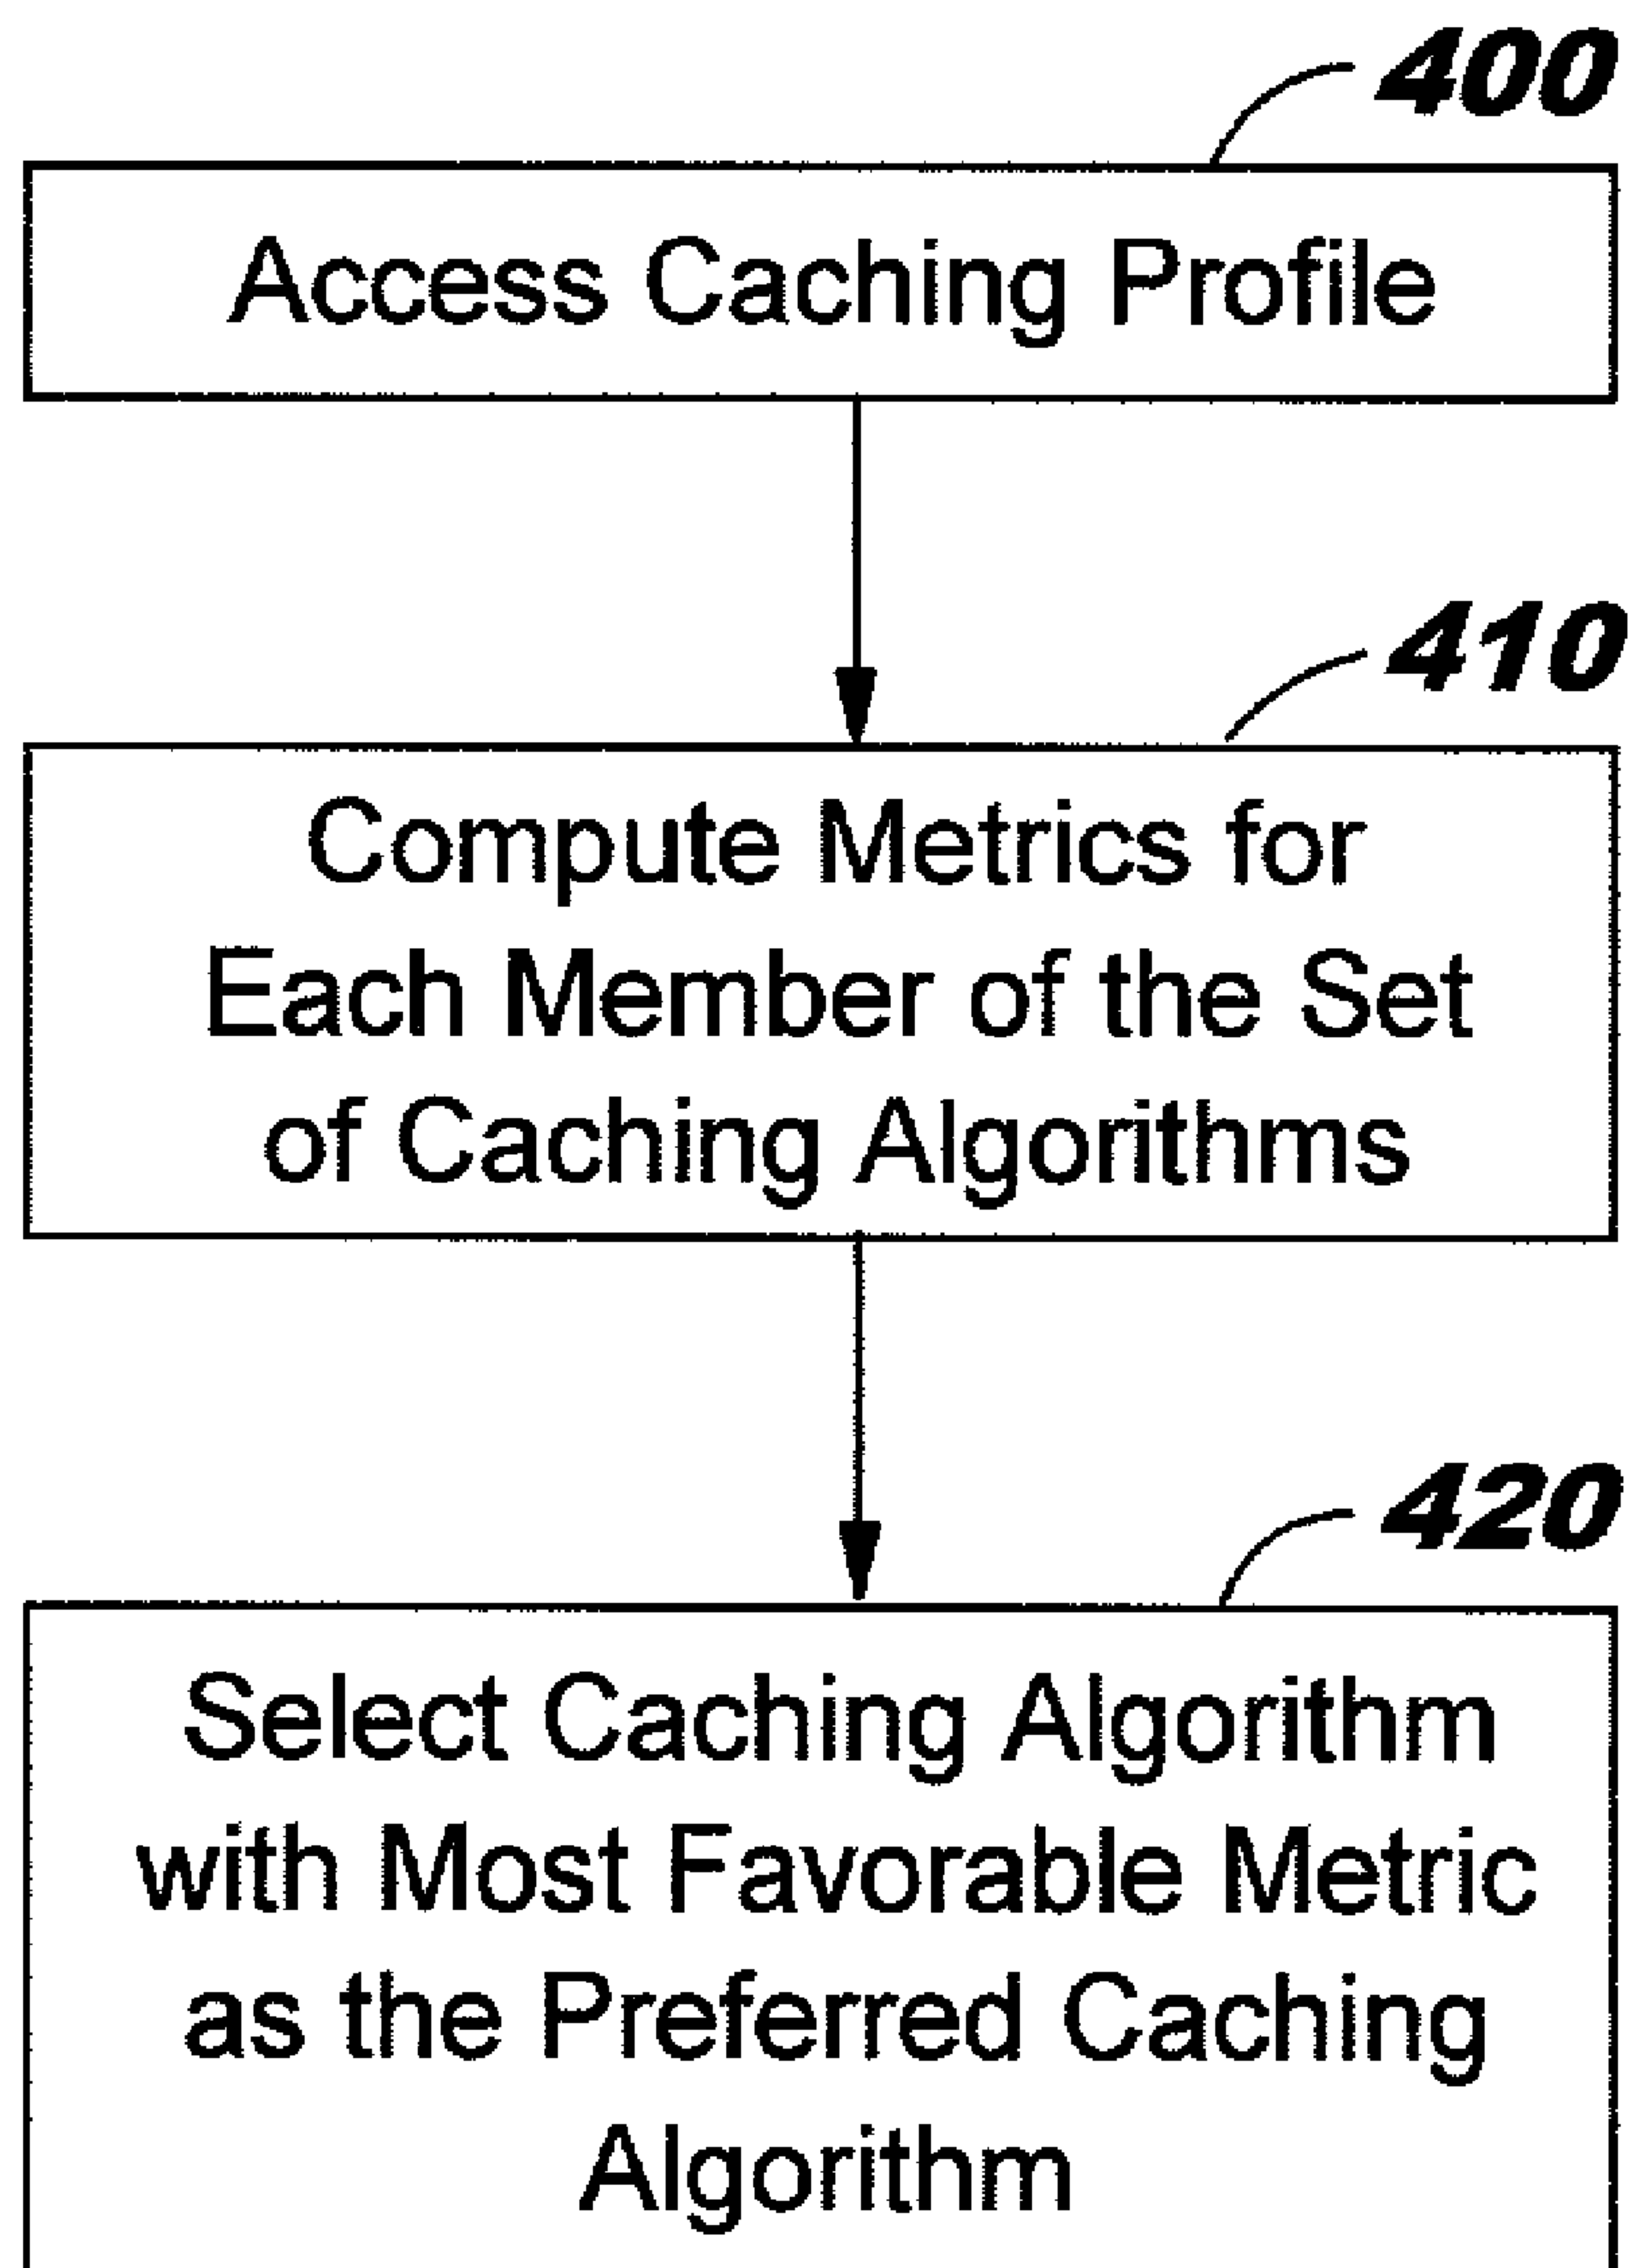 400
Access Caching Profile
410
Compute Metrics for
Each Member of the Set
of Caching Algorithms
420
Select Caching Algorithm
with Most Favorable Metric
as the Preferred Caching
Algorithm